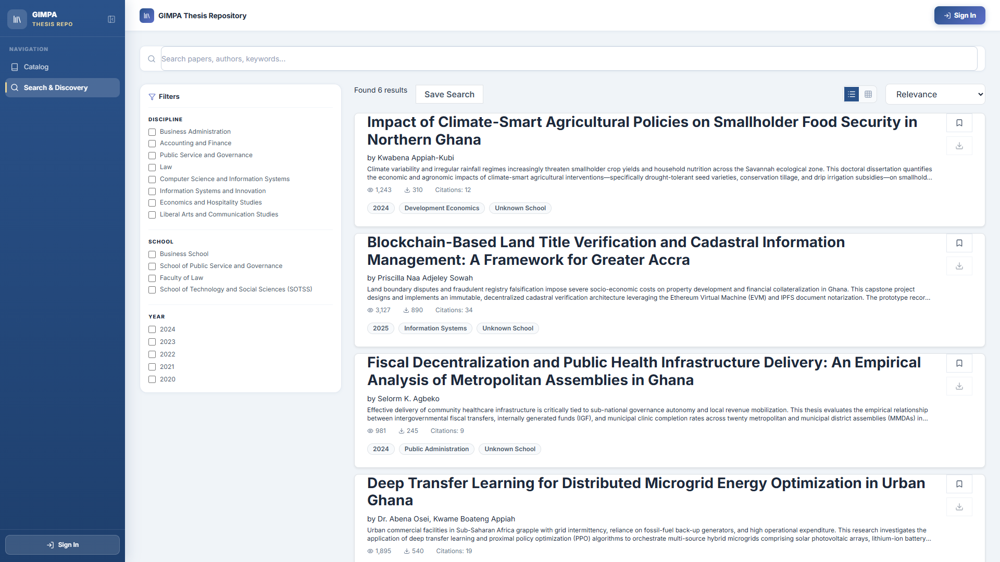 GIMPA
THESIS REPO
NAVIGATION
Catalog
Search & Discovery
Sign In
GIMPA Thesis Repository
Sign In
Search papers, authors, keywords...
Filters
DISCIPLINE
Business Administration
Accounting and Finance
Public Service and Governance
Law
Computer Science and Information Systems
Information Systems and Innovation
Economics and Hospitality Studies
Liberal Arts and Communication Studies
SCHOOL
Business School
School of Public Service and Governance
Faculty of Law
School of Technology and Social Sciences (SOTSS)
YEAR
2024
2023
2022
2021
2020
Found 6 results
Save Search
Relevance
Impact of Climate-Smart Agricultural Policies on Smallholder Food Security in
Northern Ghana
by Kwabena Appiah-Kubi
Climate variability and irregular rainfall regimes increasingly threaten smallholder crop yields and household nutrition across the Savannah ecological zone. This doctoral dissertation quantifies
the economic and agronomic impacts of climate-smart agricultural interventions—specifically drought-tolerant seed varieties, conservation tillage, and drip irrigation subsidies—on smallhold...
1,243 310 Citations: 12
2024 Development Economics Unknown School
Blockchain-Based Land Title Verification and Cadastral Information
Management: A Framework for Greater Accra
by Priscilla Naa Adjeley Sowah
Land boundary disputes and fraudulent registry falsification impose severe socio-economic costs on property development and financial collateralization in Ghana. This capstone project
designs and implements an immutable, decentralized cadastral verification architecture leveraging the Ethereum Virtual Machine (EVM) and IPFS document notarization. The prototype recor...
3,127 890 Citations: 34
2025 Information Systems Unknown School
Fiscal Decentralization and Public Health Infrastructure Delivery: An Empirical
Analysis of Metropolitan Assemblies in Ghana
by Selorm K. Agbeko
Effective delivery of community healthcare infrastructure is critically tied to sub-national governance autonomy and local revenue mobilization. This thesis evaluates the empirical relationship
between intergovernmental fiscal transfers, internally generated funds (IGF), and municipal clinic completion rates across twenty metropolitan and municipal district assemblies (MMDAs) in...
981 245 Citations: 9
2024 Public Administration Unknown School
Deep Transfer Learning for Distributed Microgrid Energy Optimization in Urban
Ghana
by Dr. Abena Osei, Kwame Boateng Appiah
Urban commercial facilities in Sub-Saharan Africa grapple with grid intermittency, reliance on fossil-fuel back-up generators, and high operational expenditure. This research investigates the
application of deep transfer learning and proximal policy optimization (PPO) algorithms to orchestrate multi-source hybrid microgrids comprising solar photovoltaic arrays, lithium-ion battery...
1,895 540 Citations: 19